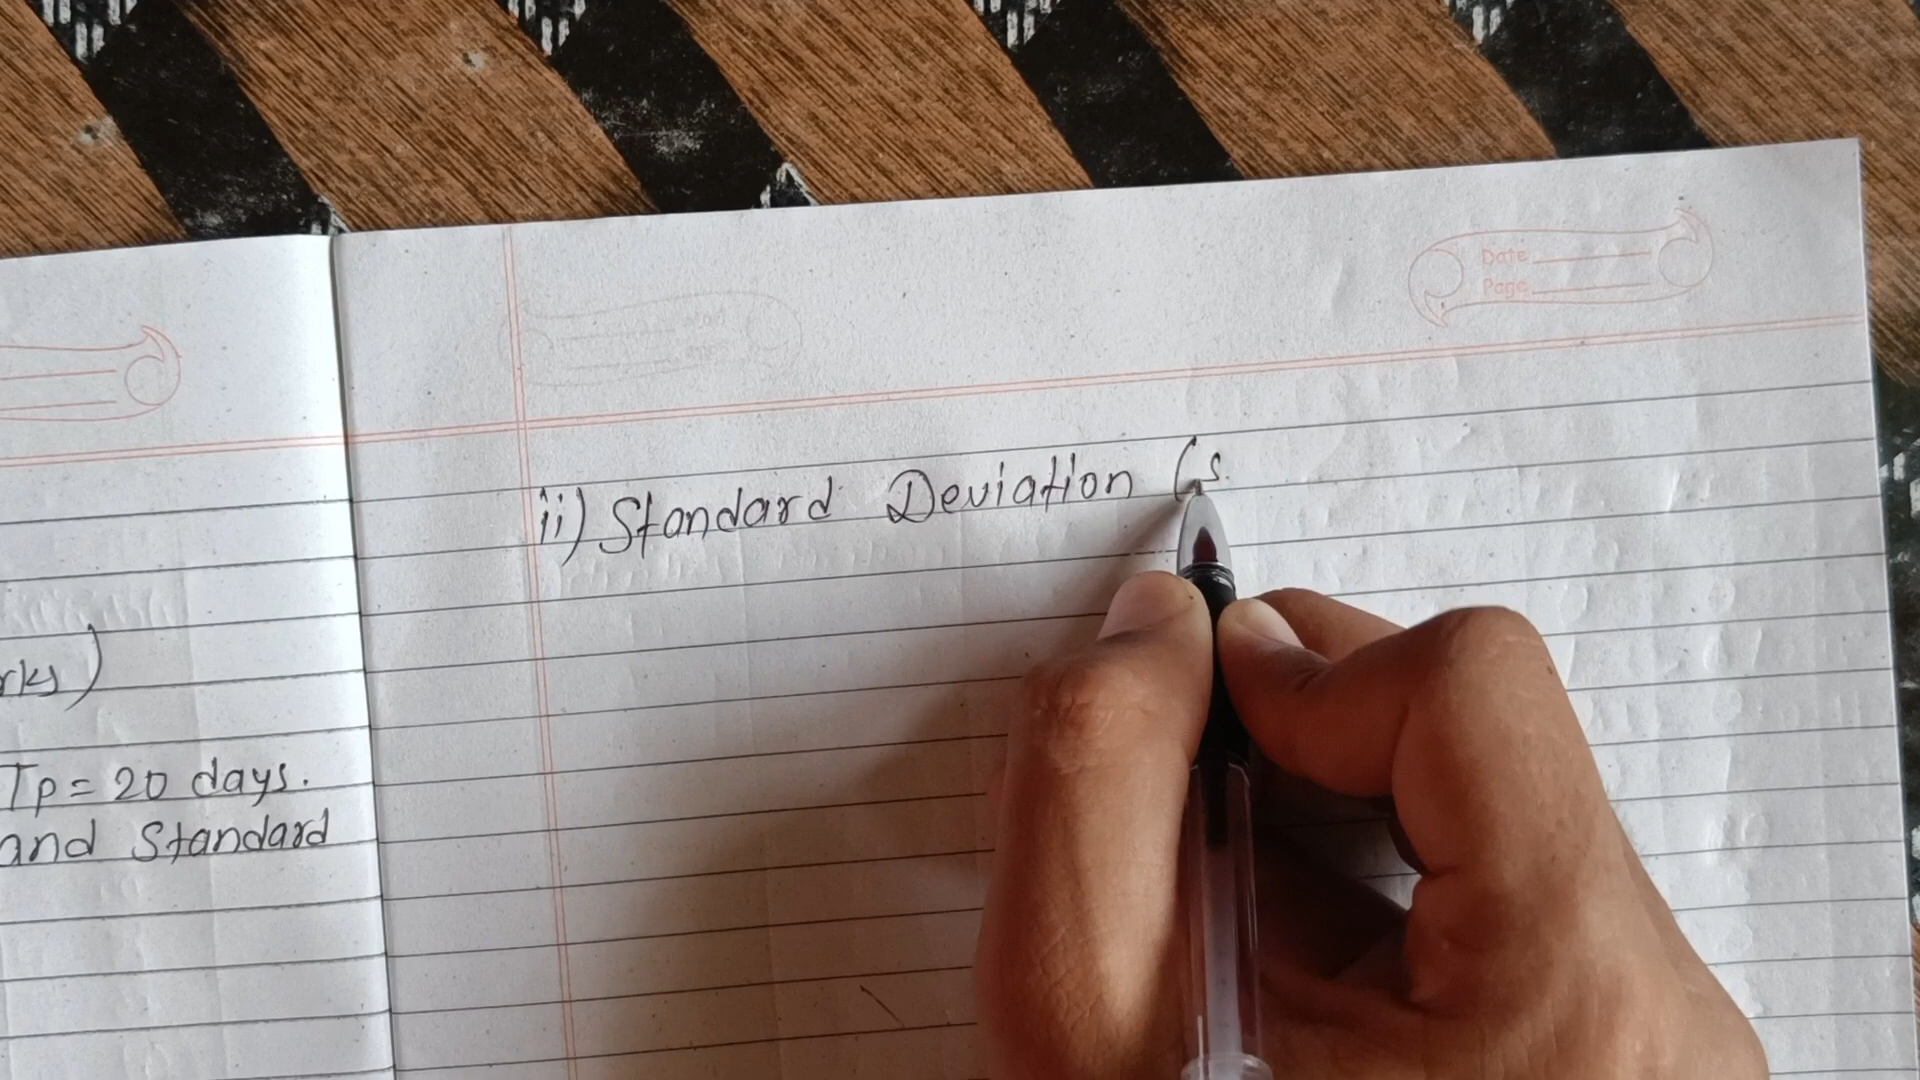 Date
Page
rks)
Tp = 20 days.
and Standard
ii) Standard Deviation (s.